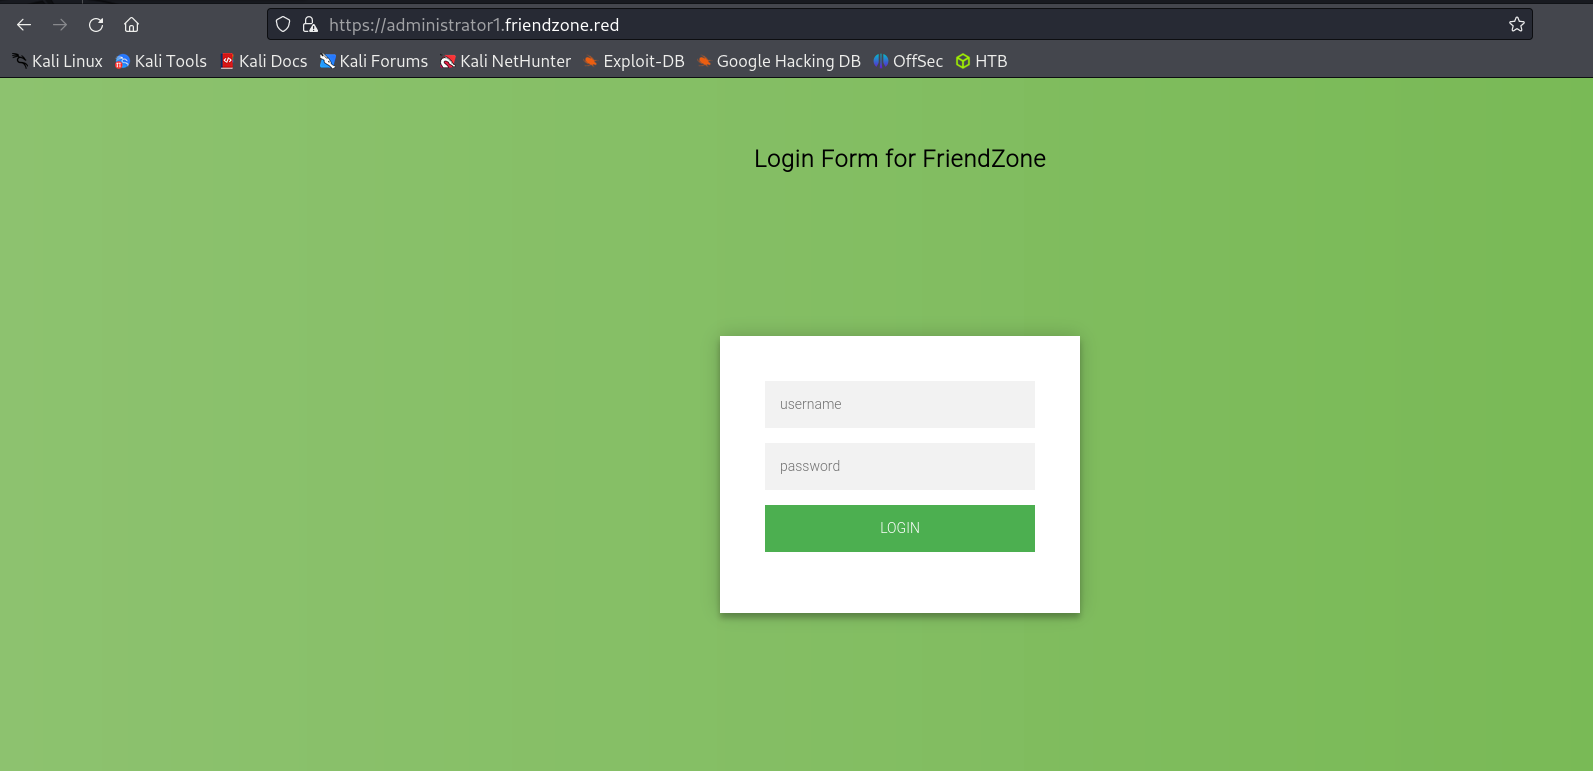 https://administrator1.friendzone.red
Kali Linux Kali Tools Kali Docs Kali Forums Kali NetHunter Exploit-DB Google Hacking DB OffSec HTB
Login Form for FriendZone
username
password
LOGIN